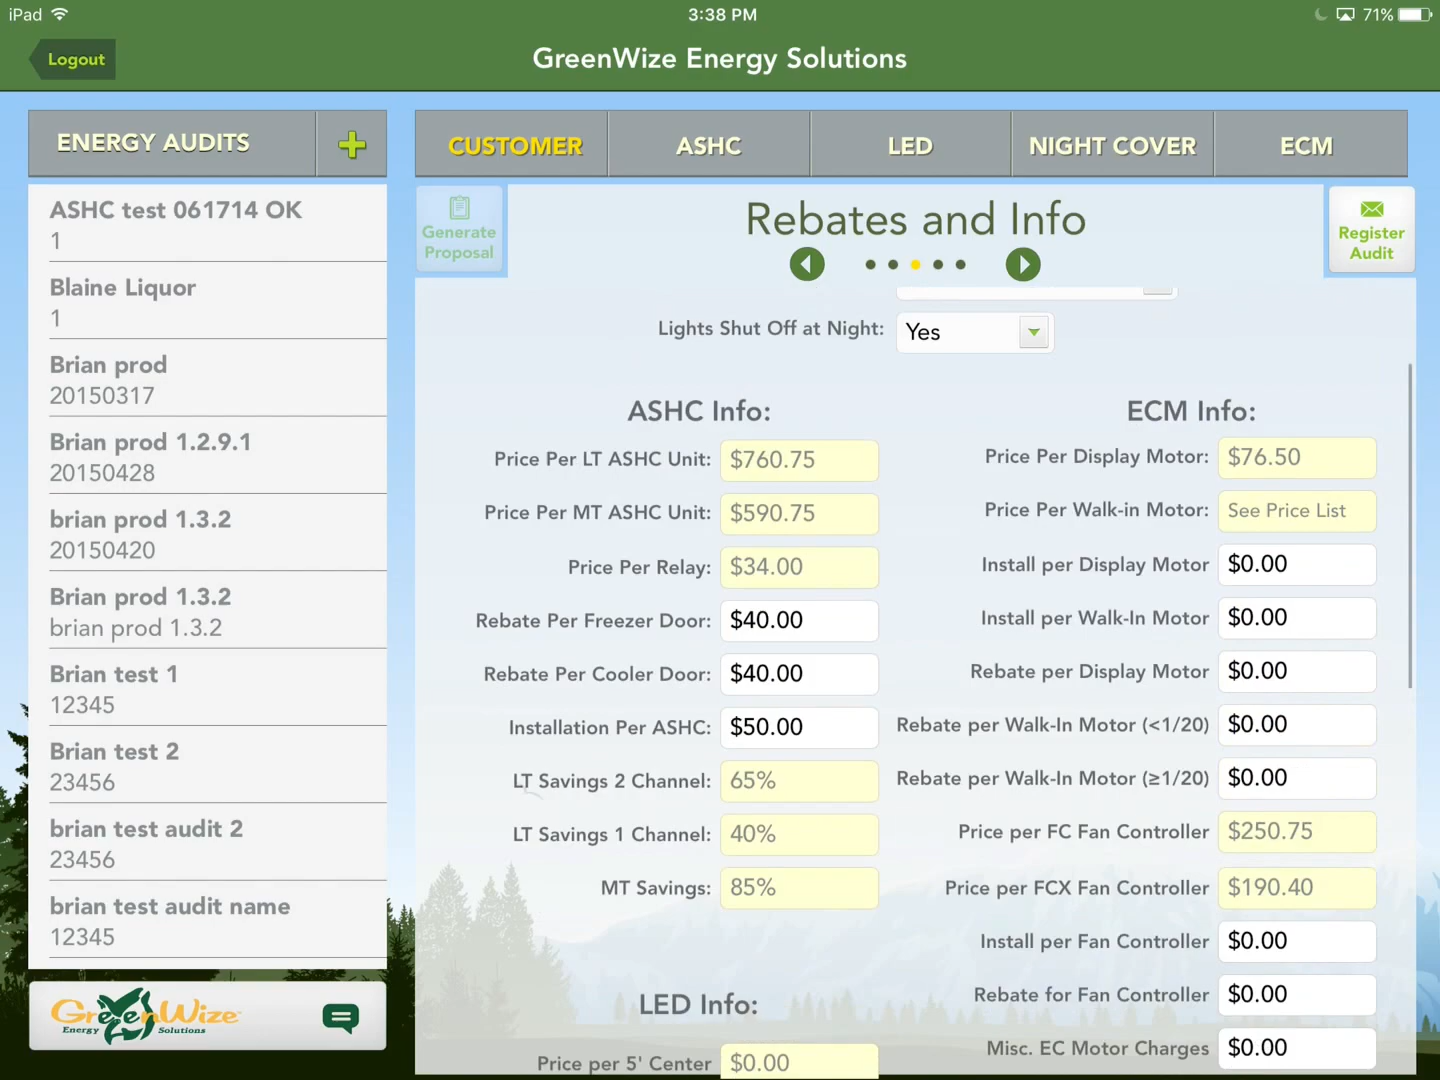 iPad
3:38 PM
71%
Logout
GreenWize Energy Solutions
ENERGY AUDITS
CUSTOMER
ASHC
LED
NIGHT COVER
ECM
ASHC test 061714 OK
1
Blaine Liquor
1
Brian prod
20150317
Brian prod 1.2.9.1
20150428
brian prod 1.3.2
20150420
Brian prod 1.3.2
brian prod 1.3.2
Brian test 1
12345
Brian test 2
23456
brian test audit 2
23456
brian test audit name
12345
GreenWize
Energy Solutions
Generate
Proposal
Rebates and Info
Register
Audit
Lights Shut Off at Night: Yes
ASHC Info:
Price Per LT ASHC Unit: $760.75
Price Per MT ASHC Unit: $590.75
Price Per Relay: $34.00
Rebate Per Freezer Door: $40.00
Rebate Per Cooler Door: $40.00
Installation Per ASHC: $50.00
LT Savings 2 Channel: 65%
LT Savings 1 Channel: 40%
MT Savings: 85%
LED Info:
Price per 5' Center $0.00
ECM Info:
Price Per Display Motor: $76.50
Price Per Walk-in Motor: See Price List
Install per Display Motor $0.00
Install per Walk-In Motor $0.00
Rebate per Display Motor $0.00
Rebate per Walk-In Motor (<1/20) $0.00
Rebate per Walk-In Motor (≥1/20) $0.00
Price per FC Fan Controller $250.75
Price per FCX Fan Controller $190.40
Install per Fan Controller $0.00
Rebate for Fan Controller $0.00
Misc. EC Motor Charges $0.00